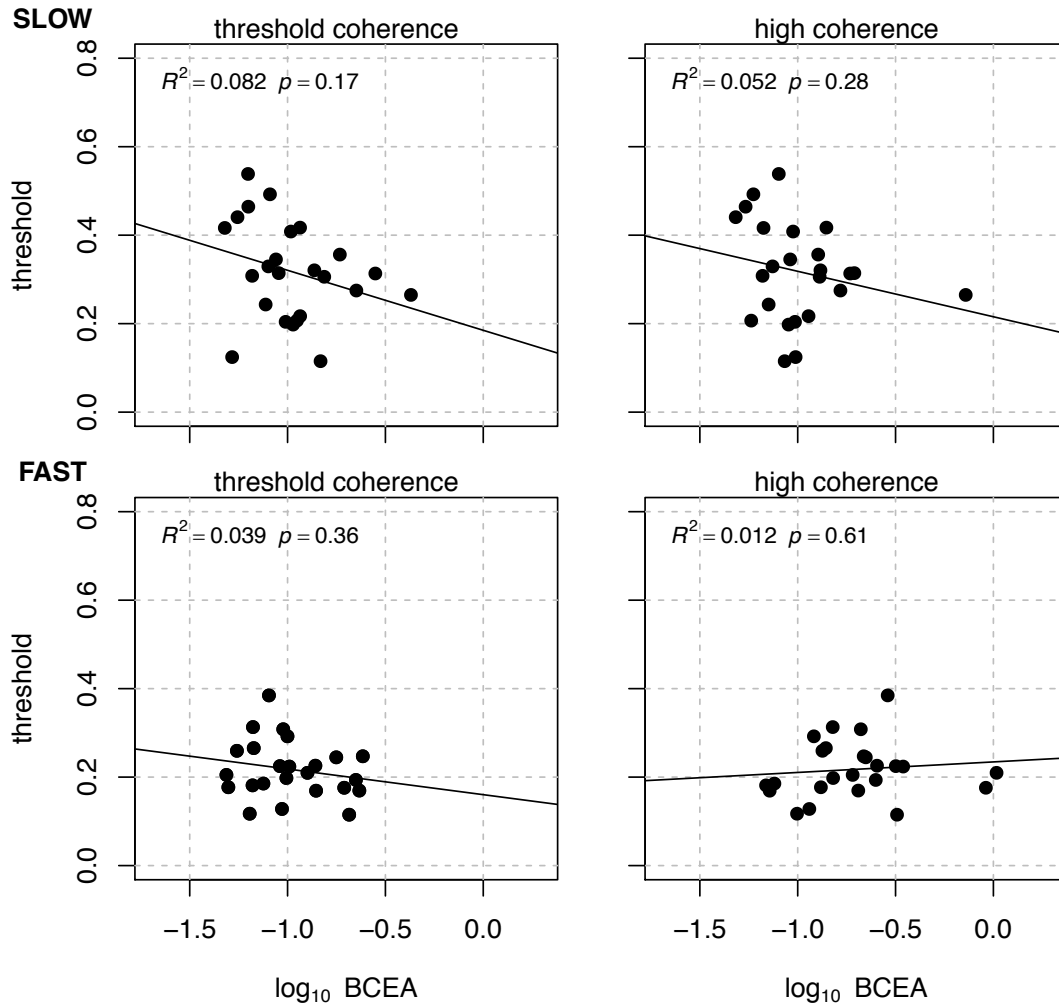 SLOW
threshold coherence
high coherence
R² = 0.082 p = 0.17
R² = 0.052 p = 0.28
threshold
0.0 0.2 0.4 0.6 0.8
FAST
threshold coherence
high coherence
R² = 0.039 p = 0.36
R² = 0.012 p = 0.61
threshold
0.0 0.2 0.4 0.6 0.8
−1.5 −1.0 −0.5 0.0
−1.5 −1.0 −0.5 0.0
log₁₀ BCEA
log₁₀ BCEA